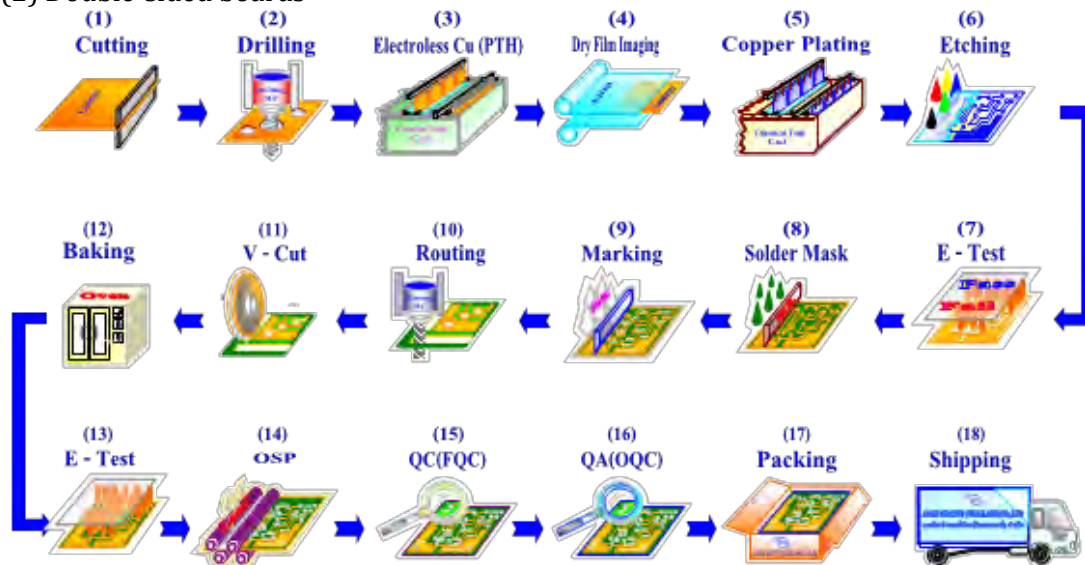 (2) Double sided boards
(1)
Cutting
(2)
Drilling
(3)
Electroless Cu (PTH)
(4)
Dry Film Imaging
(5)
Copper Plating
(6)
Etching
(7)
E - Test
Pass
Fail
(8)
Solder Mask
(9)
Marking
(10)
Routing
(11)
V - Cut
(12)
Baking
Oven
(13)
E - Test
(14)
OSP
(15)
QC(FQC)
(16)
QA(OQC)
(17)
Packing
(18)
Shipping